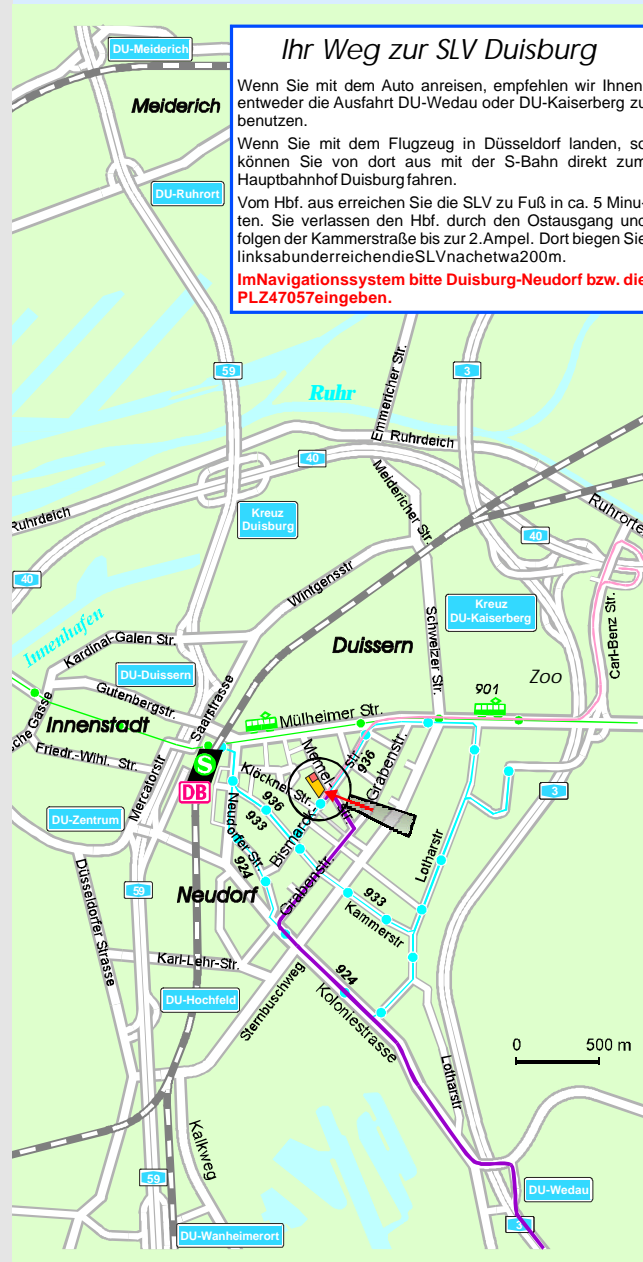 DU-Meiderich
Ihr Weg zur SLV Duisburg
Wenn Sie mit dem Auto anreisen, empfehlen wir Ihnen,
entweder die Ausfahrt DU-Wedau oder DU-Kaiserberg zu
benutzen.
Wenn Sie mit dem Flugzeug in Düsseldorf landen, so
können Sie von dort aus mit der S-Bahn direkt zum
Hauptbahnhof Duisburg fahren.
Vom Hbf. aus erreichen Sie die SLV zu Fuß in ca. 5 Minu-
ten. Sie verlassen den Hbf. durch den Ostausgang und
folgen der Kammerstraße bis zur 2.Ampel. Dort biegen Sie
linksabunderreichendieSLVnachetwa200m.
ImNavigationssystem bitte Duisburg-Neudorf bzw. die
PLZ47057eingeben.
Meiderich
DU-Ruhrort
59
3
Ruhr
Emmericher Str.
Ruhrdeich
40
Meidericher Str.
Ruhrorte
Ruhrdeich
Kreuz
Duisburg
40
40
Wintgensstr
Kreuz
DU-Kaiserberg
Carl-Benz Str.
Innenhafen
Kardinal-Galen Str.
Duissern
Schweizer Str.
DU-Duissern
Zoo
901
Gutenbergstr.
Saarstrasse
Mülheimer Str.
Innenstadt
che Gasse
Friedr.-Wihl. Str.
Mercatorstr
S
DB
Memel-
str.
str.
936
Grabenstr.
Klöckner Str.
936
933
3
DU-Zentrum
Neudorfer Str.
Bismarck-
924
Lotharstr
Düsseldorfer Strasse
59
Neudorf
Grabenstr.
933
Kammerstr
Karl-Lehr-Str.
924
DU-Hochfeld
Sternbuschweg
Koloniestrasse
0
500 m
Lotharstr
Kalkweg
59
DU-Wedau
3
DU-Wanheimerort